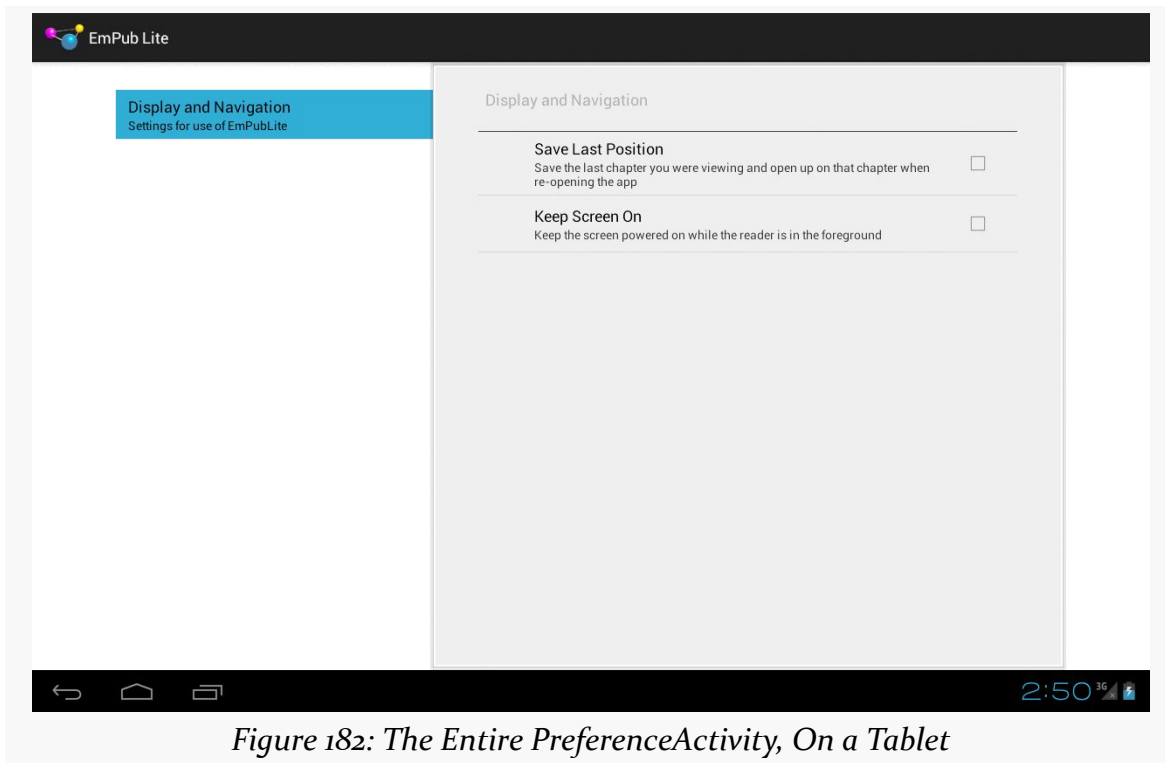 EmPub Lite
Display and Navigation
Settings for use of EmPubLite
Display and Navigation
Save Last Position
Save the last chapter you were viewing and open up on that chapter when
re-opening the app
Keep Screen On
Keep the screen powered on while the reader is in the foreground
2:50 3G
Figure 182: The Entire PreferenceActivity, On a Tablet